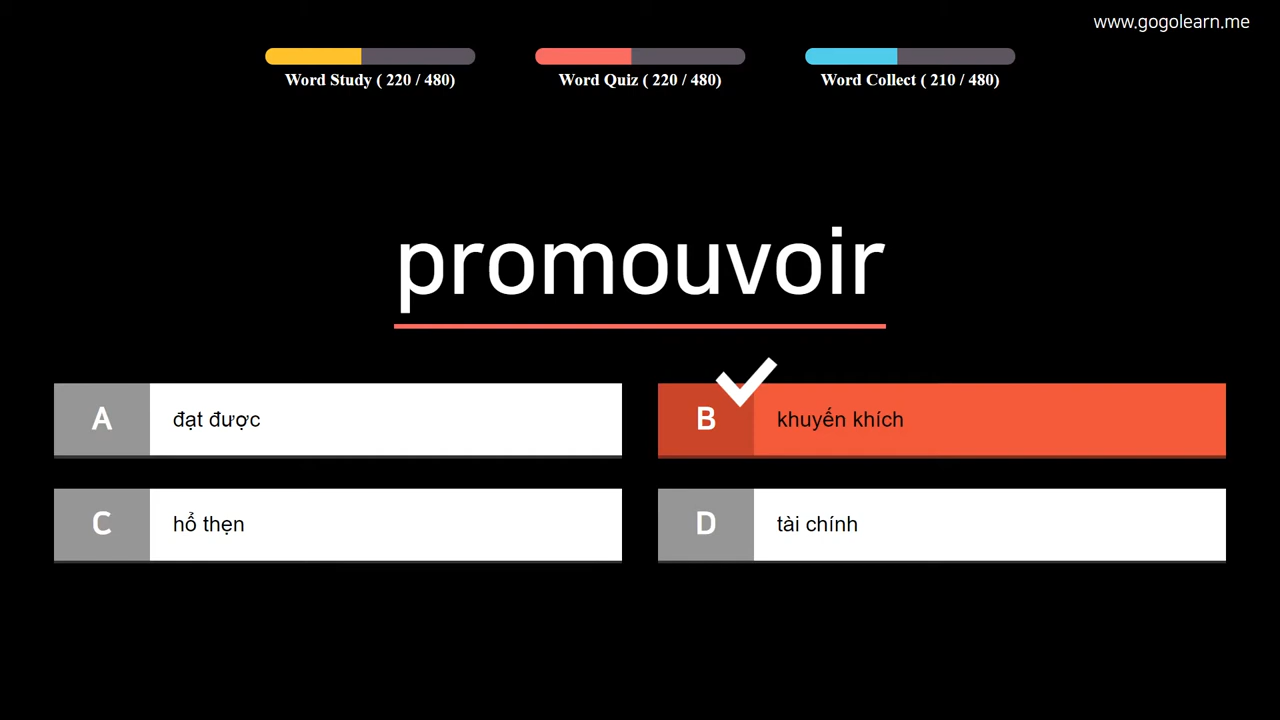 www.gogolearn.me
Word Study ( 220 / 480)
Word Quiz ( 220 / 480)
Word Collect ( 210 / 480)
promouvoir
A
đạt được
B
khuyến khích
C
hổ thẹn
D
tài chính